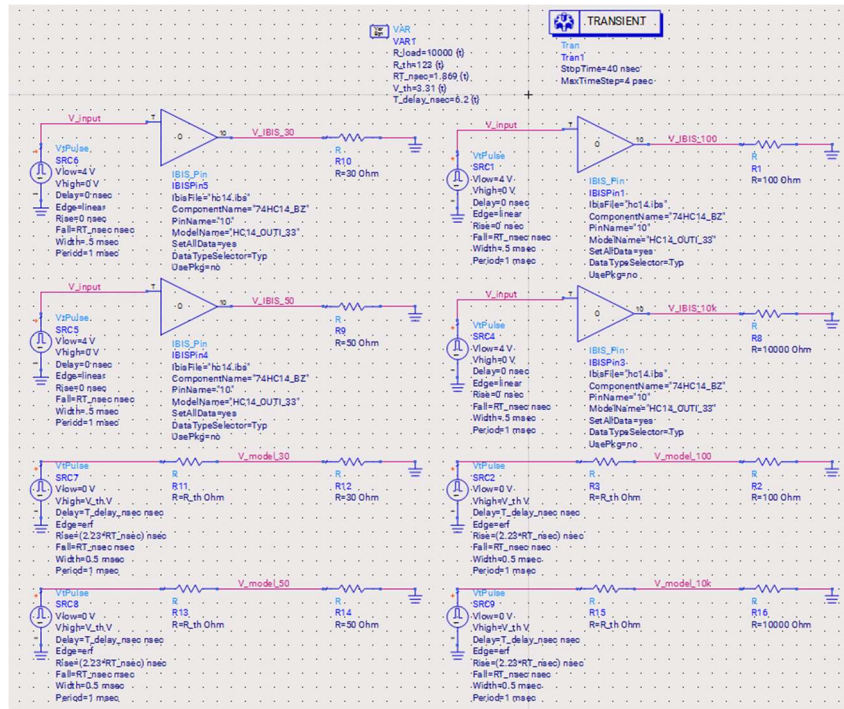 VAR
VAR1
R_load=10000 {t}
R_th=123 {t}
RT_nsec=1.869 {t}
V_th=3.31 {t}
T_delay_nsec=6.2 {t}
TRANSIENT
Tran
Tran1
StopTime=40 nsec
MaxTimeStep=4 psec
V_input
T
10
V_IBIS_30
VtPulse
SRC6
Vlow=4 V
Vhigh=0 V
Delay=0 nsec
Edge=linear
Rise=0 nsec
Fall=RT_nsec nsec
Width=.5 msec
Period=1 msec
IBIS_Pin
IBISPin5
IbisFile="hc14.ibs"
ComponentName="74HC14_BZ"
PinName="10"
ModelName="HC14_OUTI_33"
SetAllData=yes
DataTypeSelector=Typ
UsePkg=no
R
R10
R=30 Ohm
V_input
T
10
V_IBIS_100
VtPulse
SRC1
Vlow=4 V
Vhigh=0 V
Delay=0 nsec
Edge=linear
Rise=0 nsec
Fall=RT_nsec nsec
Width=.5 msec
Period=1 msec
IBIS_Pin
IBISPin1
IbisFile="hc14.ibs"
ComponentName="74HC14_BZ"
PinName="10"
ModelName="HC14_OUTI_33"
SetAllData=yes
DataTypeSelector=Typ
UsePkg=no
R
R1
R=100 Ohm
V_input
T
10
V_IBIS_50
VtPulse
SRC5
Vlow=4 V
Vhigh=0 V
Delay=0 nsec
Edge=linear
Rise=0 nsec
Fall=RT_nsec nsec
Width=.5 msec
Period=1 msec
IBIS_Pin
IBISPin4
IbisFile="hc14.ibs"
ComponentName="74HC14_BZ"
PinName="10"
ModelName="HC14_OUTI_33"
SetAllData=yes
DataTypeSelector=Typ
UsePkg=no
R
R9
R=50 Ohm
V_input
T
10
V_IBIS_10k
VtPulse
SRC4
Vlow=4 V
Vhigh=0 V
Delay=0 nsec
Edge=linear
Rise=0 nsec
Fall=RT_nsec nsec
Width=.5 msec
Period=1 msec
IBIS_Pin
IBISPin3
IbisFile="hc14.ibs"
ComponentName="74HC14_BZ"
PinName="10"
ModelName="HC14_OUTI_33"
SetAllData=yes
DataTypeSelector=Typ
UsePkg=no
R
R8
R=10000 Ohm
V_model_30
VtPulse
SRC7
Vlow=0 V
Vhigh=V_th V
Delay=T_delay_nsec nsec
Edge=erf
Rise=(2.23*RT_nsec) nsec
Fall=RT_nsec nsec
Width=0.5 msec
Period=1 msec
R
R11
R=R_th Ohm
R
R12
R=30 Ohm
V_model_100
VtPulse
SRC2
Vlow=0 V
Vhigh=V_th V
Delay=T_delay_nsec nsec
Edge=erf
Rise=(2.23*RT_nsec) nsec
Fall=RT_nsec nsec
Width=0.5 msec
Period=1 msec
R
R3
R=R_th Ohm
R
R2
R=100 Ohm
V_model_50
VtPulse
SRC8
Vlow=0 V
Vhigh=V_th V
Delay=T_delay_nsec nsec
Edge=erf
Rise=(2.23*RT_nsec) nsec
Fall=RT_nsec nsec
Width=0.5 msec
Period=1 msec
R
R13
R=R_th Ohm
R
R14
R=50 Ohm
V_model_10k
VtPulse
SRC9
Vlow=0 V
Vhigh=V_th V
Delay=T_delay_nsec nsec
Edge=erf
Rise=(2.23*RT_nsec) nsec
Fall=RT_nsec nsec
Width=0.5 msec
Period=1 msec
R
R15
R=R_th Ohm
R
R16
R=10000 Ohm